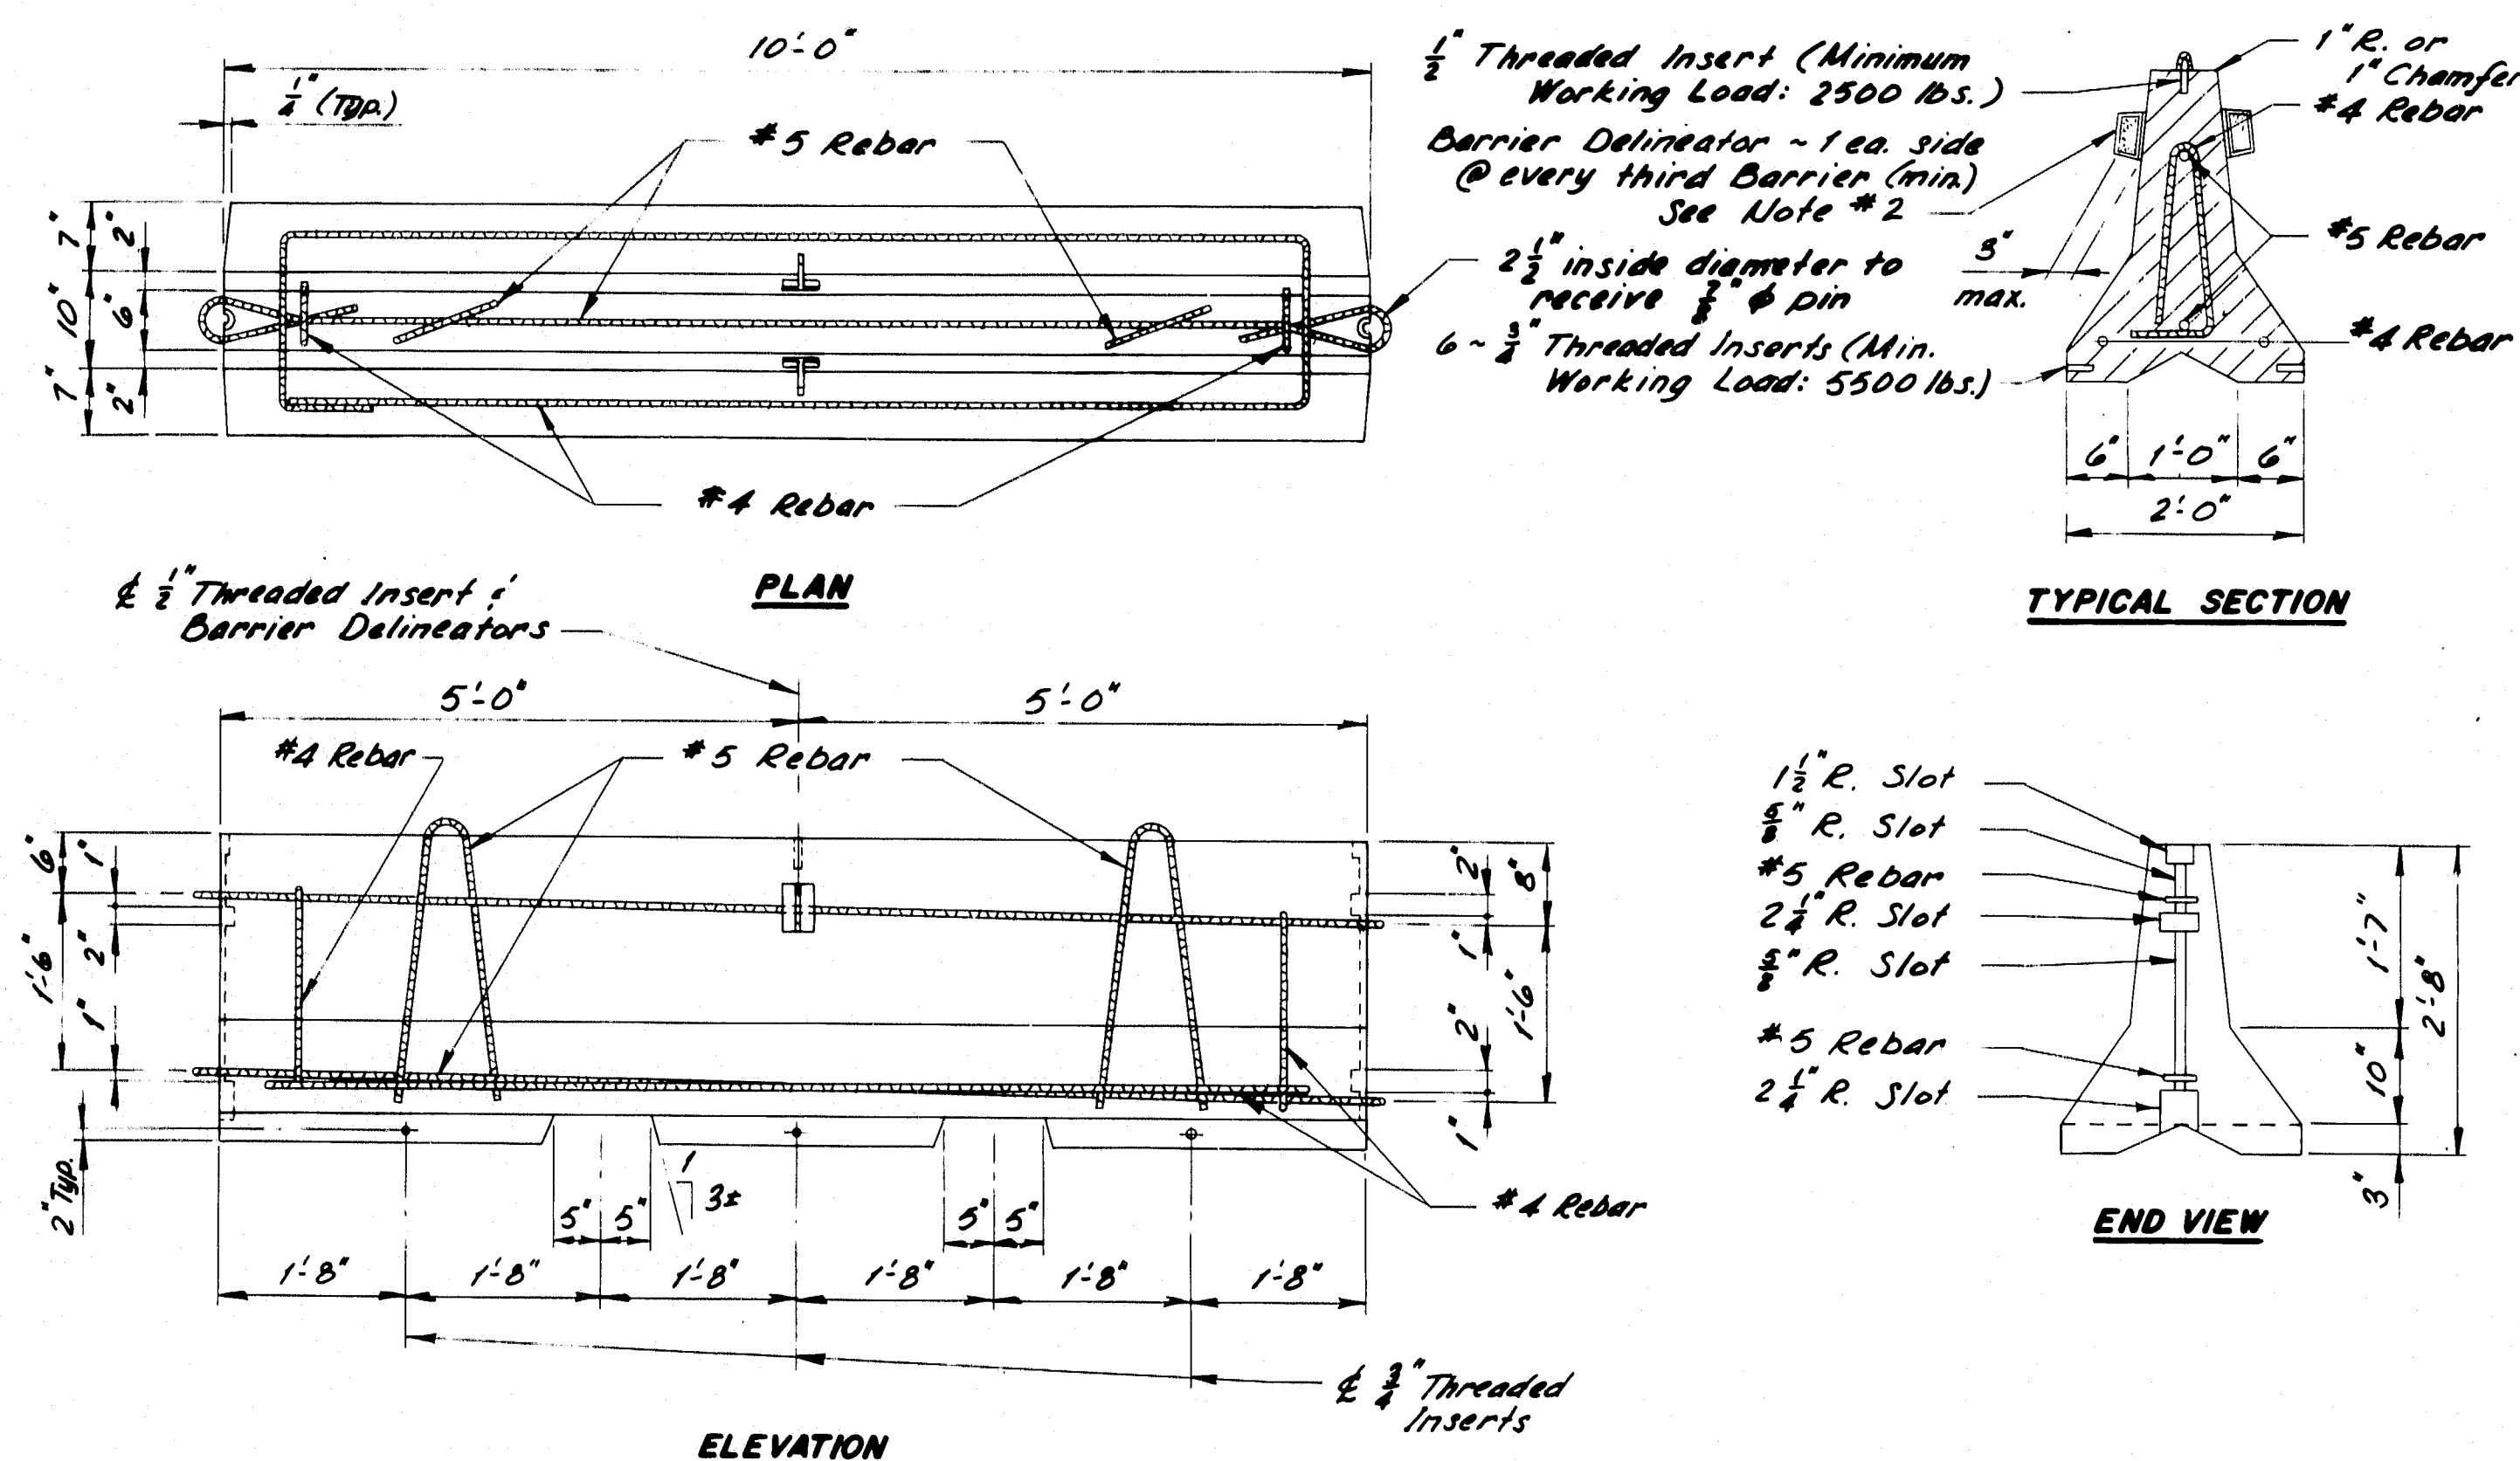 10'-0"
1/4" (Typ.)
#5 Rebar
7"
2"
10"
6"
7"
2"
#4 Rebar
PLAN
1/2" Threaded Insert (Minimum
Working Load: 2500 lbs.)
Barrier Delineator ~ 1 ea. side
@ every third Barrier (min.)
See Note #2
2 1/2" inside diameter to
receive 7/8" ϕ pin
6 ~ 3/4" Threaded Inserts (Min.
Working Load: 5500 lbs.)
1" R. or
1" Chamfer
#4 Rebar
#5 Rebar
3"
max.
#4 Rebar
6"
1'-0"
6"
2'-0"
TYPICAL SECTION
℄ 1/2" Threaded Insert &
Barrier Delineators
5'-0"
5'-0"
#4 Rebar
#5 Rebar
6"
1"
1'-6"
2"
1"
2" Typ.
2"
8"
1"
1'-6"
2"
1"
1
3±
5"
5"
5"
5"
#4 Rebar
1'-8"
1'-8"
1'-8"
1'-8"
1'-8"
1'-8"
℄ 3/4" Threaded
Inserts
ELEVATION
1 1/2" R. Slot
5/8" R. Slot
#5 Rebar
2 1/4" R. Slot
5/8" R. Slot
#5 Rebar
2 1/4" R. Slot
1'-7"
2'-8"
10"
3"
END VIEW